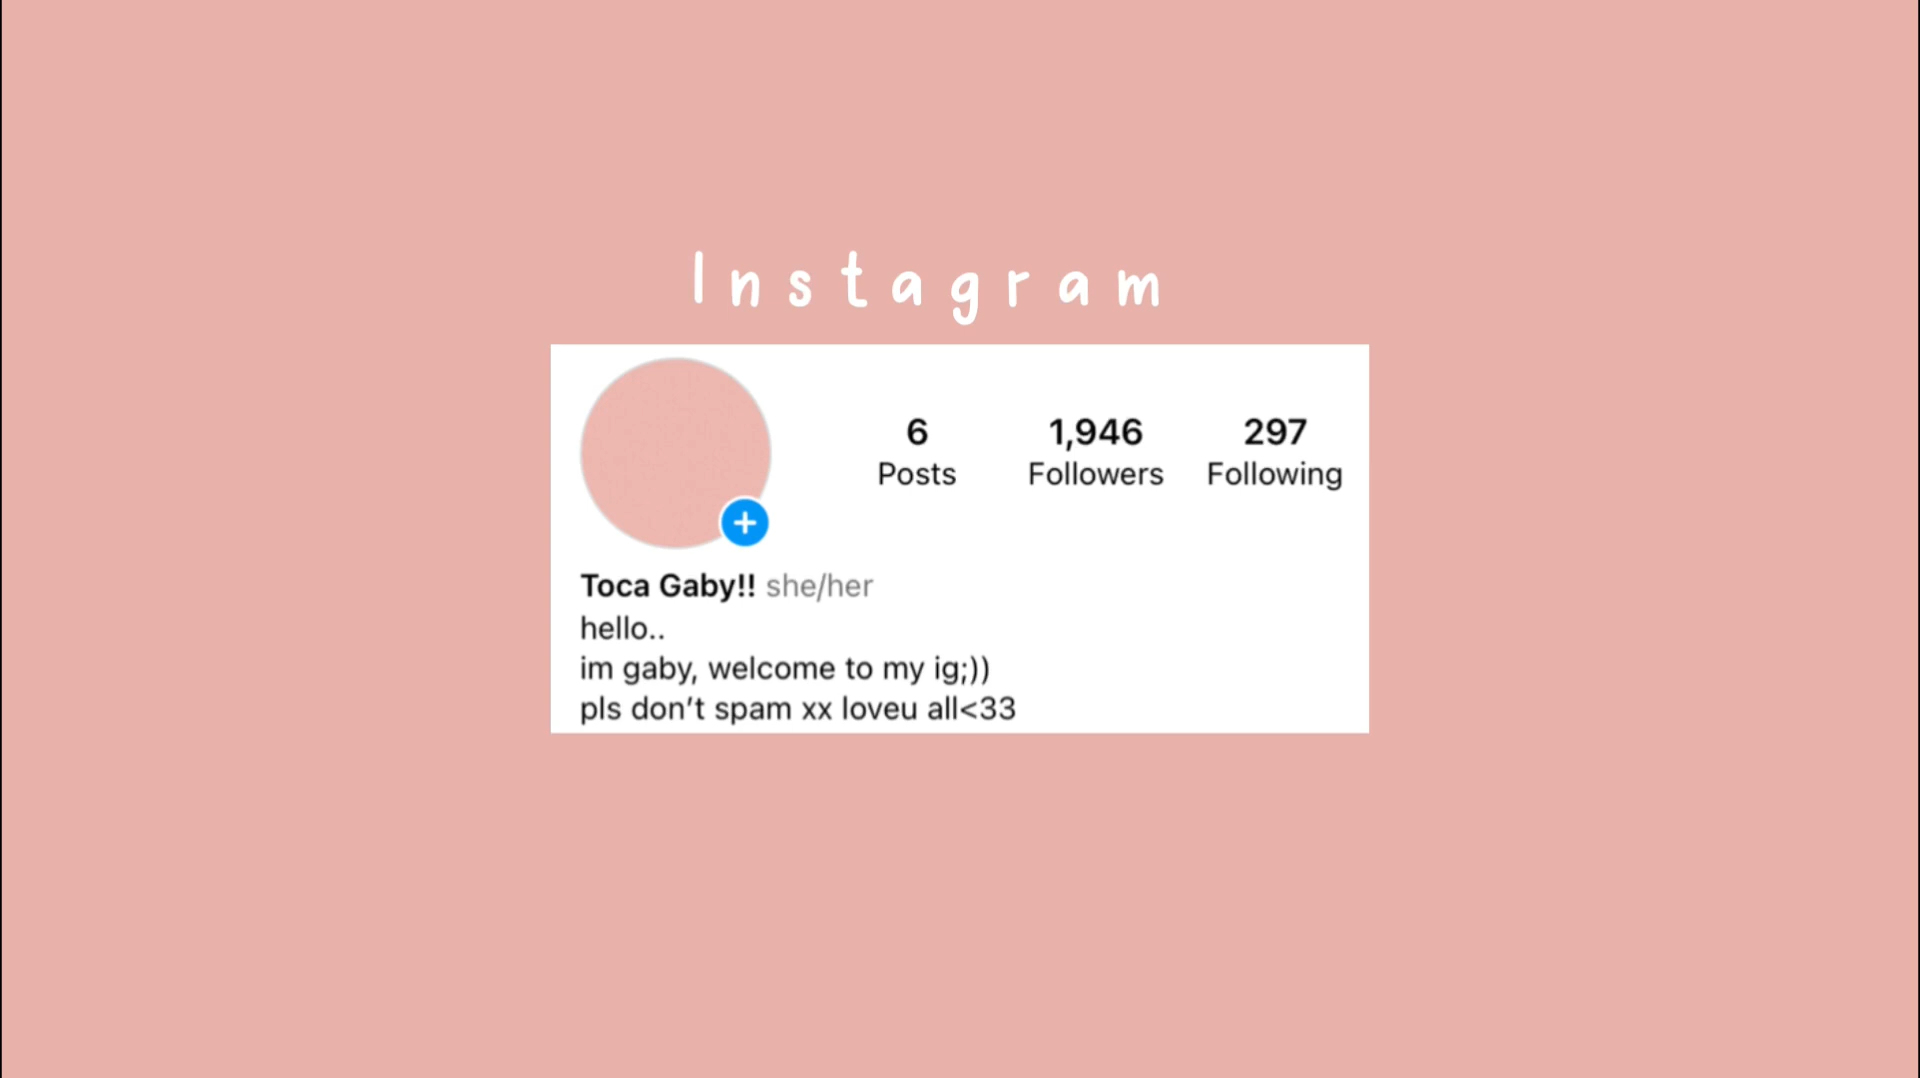 Instagram
6 1,946 297
Posts Followers Following
Toca Gaby!! she/her
hello..
im gaby, welcome to my ig;))
pls don’t spam xx loveu all<33